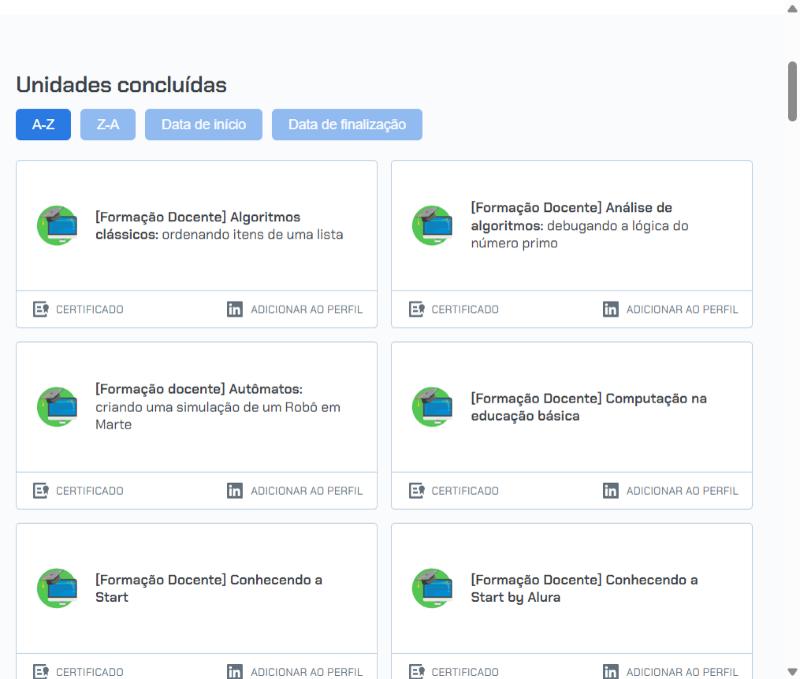 Unidades concluídas
A-Z Z-A Data de início Data de finalização
[Formação Docente] Algoritmos
clássicos: ordenando itens de uma lista
CERTIFICADO ADICIONAR AO PERFIL
[Formação Docente] Análise de
algoritmos: debugando a lógica do
número primo
CERTIFICADO ADICIONAR AO PERFIL
[Formação docente] Autômatos:
criando uma simulação de um Robô em
Marte
CERTIFICADO ADICIONAR AO PERFIL
[Formação Docente] Computação na
educação básica
CERTIFICADO ADICIONAR AO PERFIL
[Formação Docente] Conhecendo a
Start
CERTIFICADO ADICIONAR AO PERFIL
[Formação Docente] Conhecendo a
Start by Alura
CERTIFICADO ADICIONAR AO PERFIL